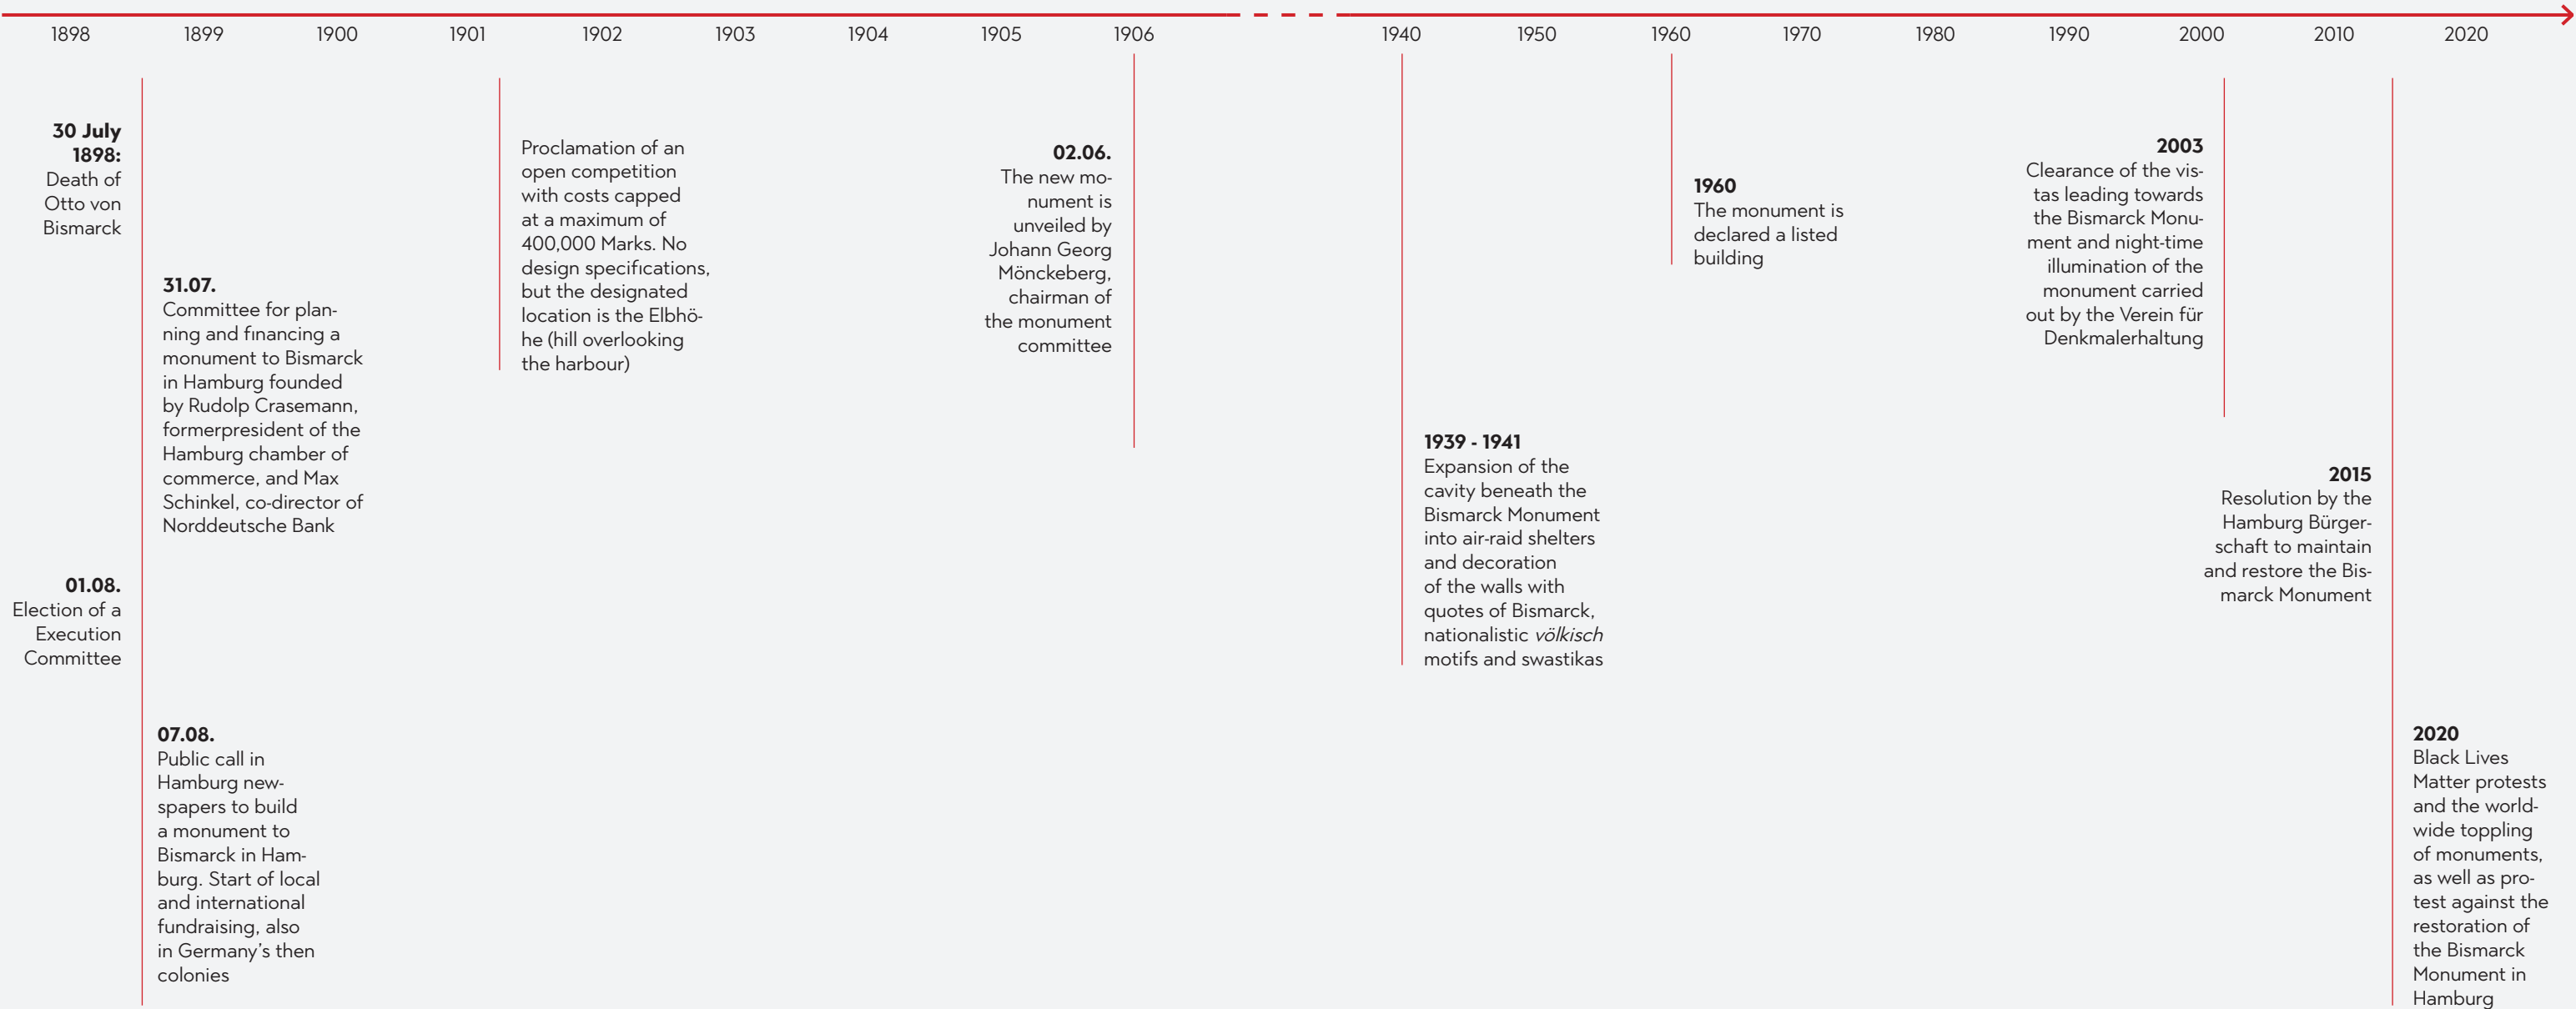 1898 1899 1900 1901 1902 1903 1904 1905 1906 1940 1950 1960 1970 1980 1990 2000 2010 2020
30 July
1898:
Death of
Otto von
Bismarck
31.07.
Committee for plan-
ning and financing a
monument to Bismarck
in Hamburg founded
by Rudolp Crasemann,
formerpresident of the
Hamburg chamber of
commerce, and Max
Schinkel, co-director of
Norddeutsche Bank
01.08.
Election of a
Execution
Committee
07.08.
Public call in
Hamburg new-
spapers to build
a monument to
Bismarck in Ham-
burg. Start of local
and international
fundraising, also
in Germany’s then
colonies
Proclamation of an
open competition
with costs capped
at a maximum of
400,000 Marks. No
design specifications,
but the designated
location is the Elbhö-
he (hill overlooking
the harbour)
02.06.
The new mo-
nument is
unveiled by
Johann Georg
Mönckeberg,
chairman of
the monument
committee
1939 - 1941
Expansion of the
cavity beneath the
Bismarck Monument
into air-raid shelters
and decoration
of the walls with
quotes of Bismarck,
nationalistic völkisch
motifs and swastikas
1960
The monument is
declared a listed
building
2003
Clearance of the vis-
tas leading towards
the Bismarck Monu-
ment and night-time
illumination of the
monument carried
out by the Verein für
Denkmalerhaltung
2015
Resolution by the
Hamburg Bürger-
schaft to maintain
and restore the Bis-
marck Monument
2020
Black Lives
Matter protests
and the world-
wide toppling
of monuments,
as well as pro-
test against the
restoration of
the Bismarck
Monument in
Hamburg